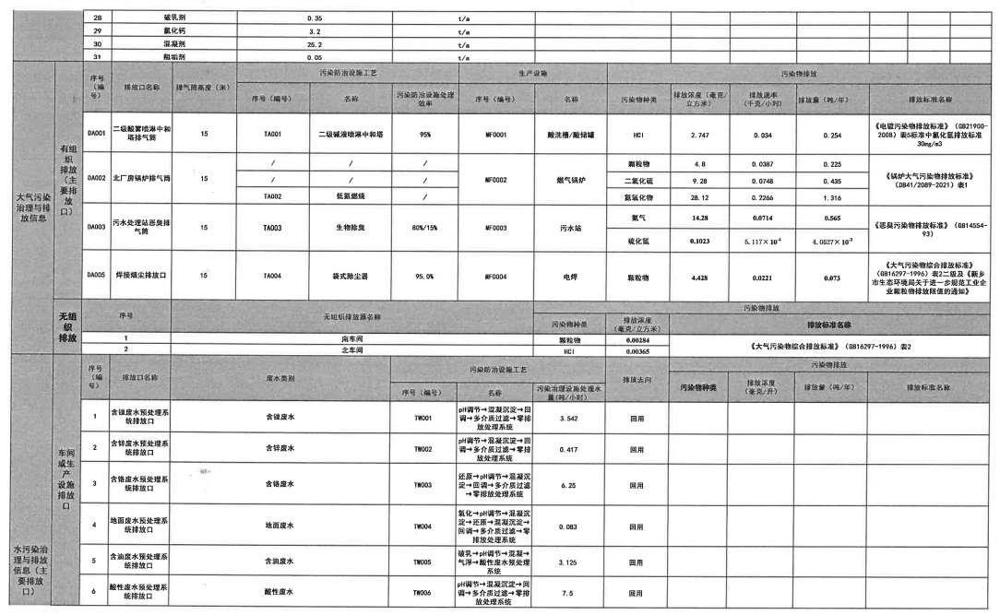 28 破乳剂 0.35 t/a
29 氯化钙 3.2 t/a
30 混凝剂 25.2 t/a
31 阻垢剂 0.05 t/a
大气污染治理与排放信息
有组织排放（主要排放口）
序号（编号） 排放口名称 排气筒高度（米） 污染防治设施工艺 生产设施 污染物排放
序号（编号） 名称 污染防治设施处理效率 序号（编号） 名称 污染物种类 排放浓度（毫克/立方米） 排放速率（千克/小时） 排放量（吨/年） 排放标准名称
DA001 二级酸雾喷淋中和塔排气筒 15 TA001 二级碱液喷淋中和塔 95% MF0001 酸洗槽/酸储罐 HCl 2.747 0.034 0.254 《电镀污染物排放标准》（GB21900-2008）表5标准中氯化氢排放标准30mg/m3
DA002 北厂房锅炉排气筒 15 MF0002 燃气锅炉 《锅炉大气污染物排放标准》（DB41/2089-2021）表1
/ / / 颗粒物 4.8 0.0387 0.225
/ / / 二氧化硫 9.28 0.0748 0.435
TA002 低氮燃烧 / 氮氧化物 28.12 0.2266 1.316
DA003 污水处理站恶臭排气筒 15 TA003 生物除臭 80%/15% MF0003 污水站 《恶臭污染物排放标准》（GB14554-93）
氨气 14.28 0.0714 0.565
硫化氢 0.1023 5.117×10⁻⁴ 4.0527×10⁻³
DA005 焊接烟尘排放口 15 TA004 袋式除尘器 95.0% MF0004 电焊 颗粒物 4.428 0.0221 0.073 《大气污染物综合排放标准》（GB16297-1996）表2二级及《新乡市生态环境局关于进一步规范工业企业颗粒物排放限值的通知》
无组织排放
序号 无组织排放源名称 污染物排放
污染物种类 排放浓度（毫克/立方米） 排放标准名称
1 南车间 颗粒物 0.00284
2 北车间 HCl 0.00365
《大气污染物综合排放标准》（GB16297-1996）表2
水污染治理与排放信息（主要排放口）
车间或生产设施排放口
序号（编号） 排放口名称 废水类别 污染防治设施工艺 排放去向 污染物排放
序号（编号） 名称 污染治理设施处理水量(吨/小时) 污染物种类 排放浓度（毫克/升） 排放量（吨/年） 排放标准名称
1 含镍废水预处理系统排放口 含镍废水 TW001 pH调节→混凝沉淀→回调→多介质过滤→零排放处理系统 3.542 回用
2 含锌废水预处理系统排放口 含锌废水 TW002 pH调节→混凝沉淀→回调→多介质过滤→零排放处理系统 0.417 回用
3 含铬废水预处理系统排放口 含铬废水 TW003 还原→pH调节→混凝沉淀→回调→多介质过滤→零排放处理系统 6.25 回用
4 地面废水预处理系统排放口 地面废水 TW004 氧化→pH调节→混凝沉淀→还原→混凝沉淀→回调→多介质过滤→零排放处理系统 0.083 回用
5 含油废水预处理系统排放口 含油废水 TW005 破乳→pH调节→混凝→气浮→酸性废水预处理系统 3.125 回用
6 酸性废水预处理系统排放口 酸性废水 TW006 pH调节→混凝沉淀→回调→多介质过滤→零排放处理系统 7.5 回用